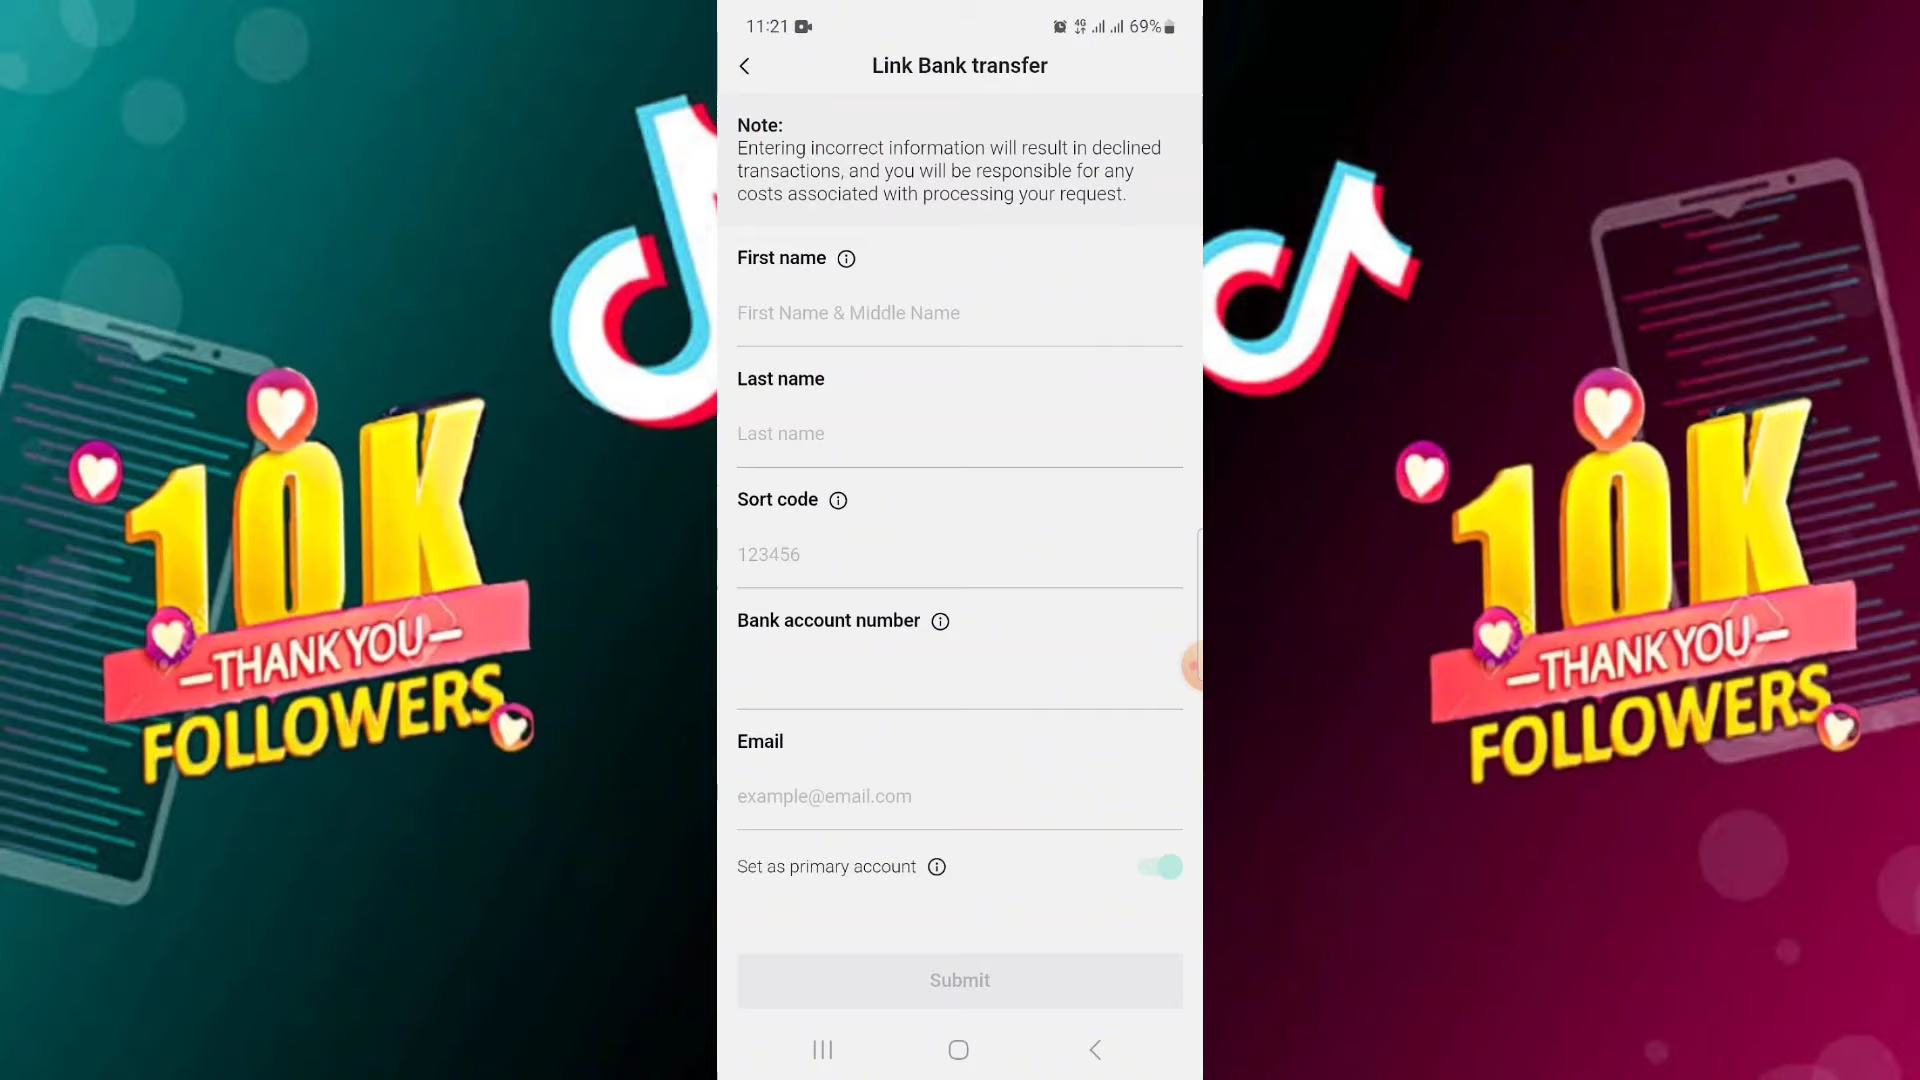 11:21
4G
69%
Link Bank transfer
Note:
Entering incorrect information will result in declined
transactions, and you will be responsible for any
costs associated with processing your request.
First name
First Name & Middle Name
Last name
Last name
Sort code
123456
Bank account number
Email
example@email.com
Set as primary account
Submit
10K
THANK YOU
FOLLOWERS
10K
THANK YOU
FOLLOWERS